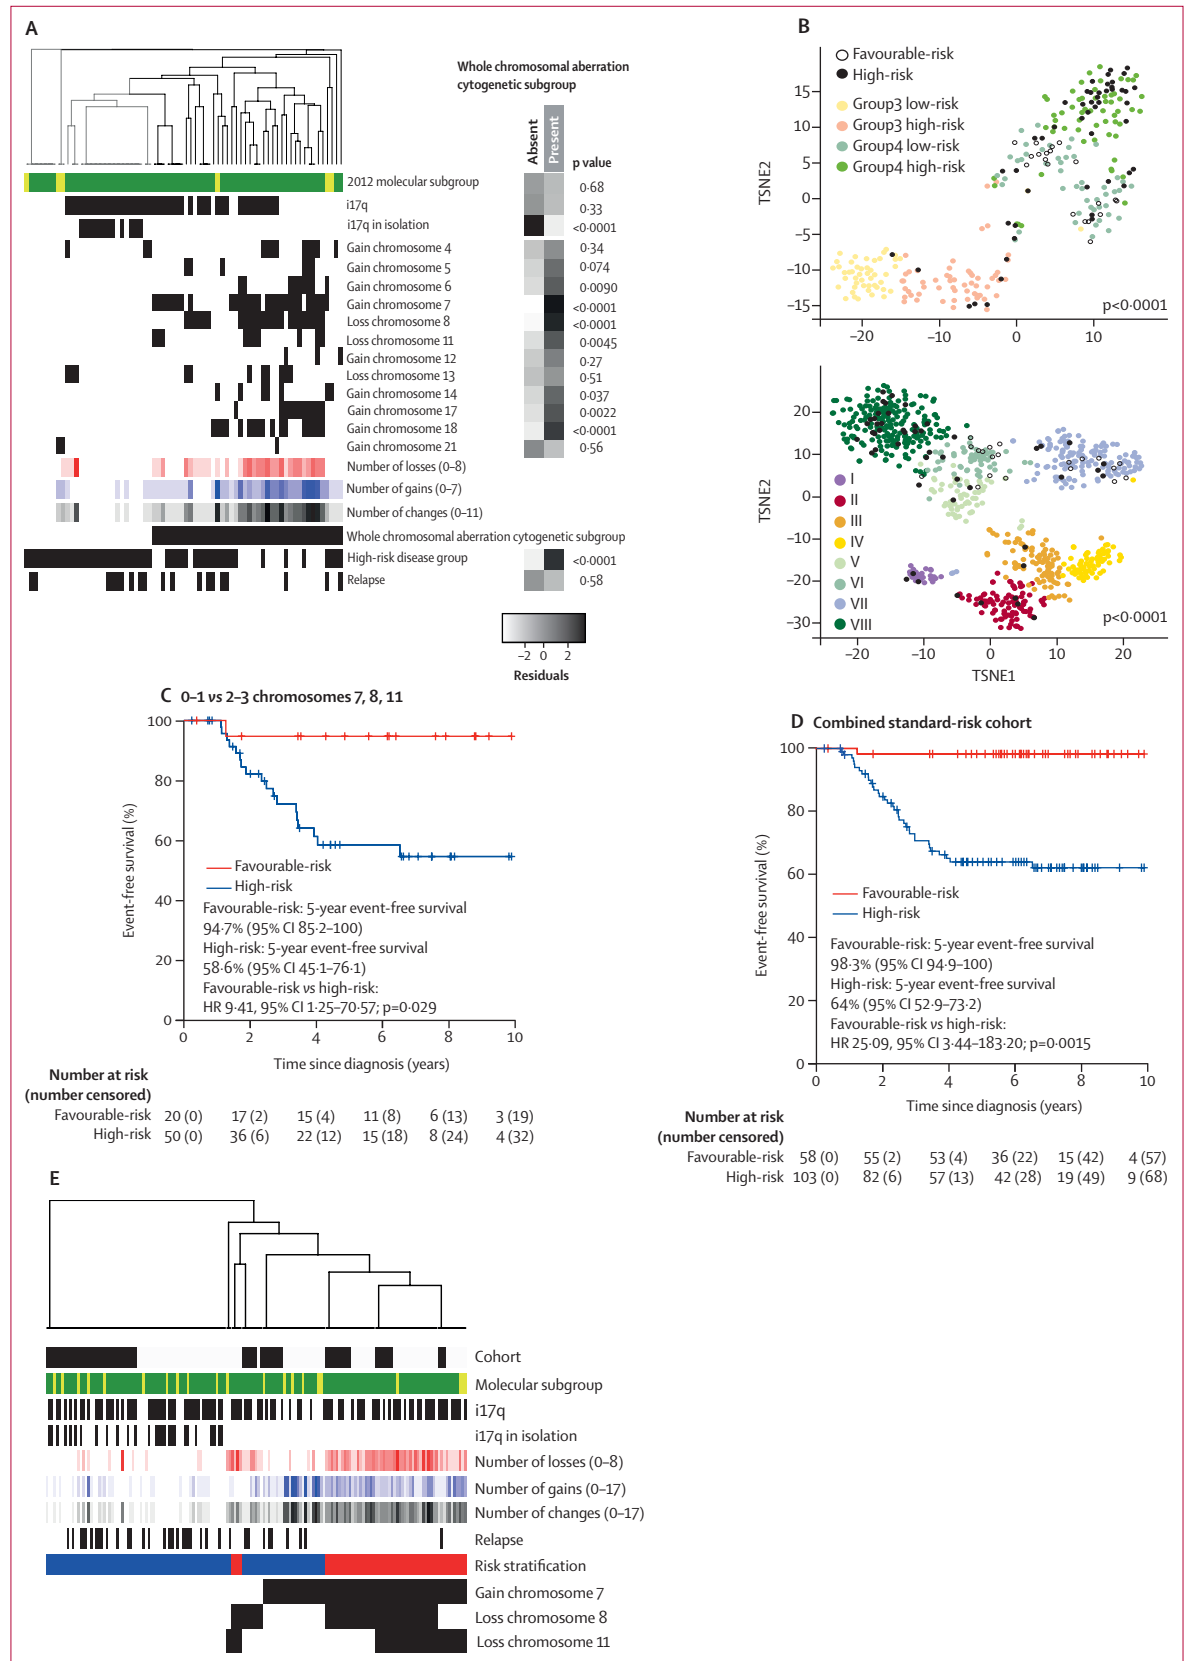 A
Whole chromosomal aberration
cytogenetic subgroup
Absent
Present
p value
2012 molecular subgroup
0·68
i17q
0·33
i17q in isolation
<0·0001
Gain chromosome 4
0·34
Gain chromosome 5
0·074
Gain chromosome 6
0·0090
Gain chromosome 7
<0·0001
Loss chromosome 8
<0·0001
Loss chromosome 11
0·0045
Gain chromosome 12
0·27
Loss chromosome 13
0·51
Gain chromosome 14
0·037
Gain chromosome 17
0·0022
Gain chromosome 18
<0·0001
Gain chromosome 21
0·56
Number of losses (0–8)
Number of gains (0–7)
Number of changes (0–11)
Whole chromosomal aberration cytogenetic subgroup
High-risk disease group
<0·0001
Relapse
0·58
–2 0 2
Residuals
B
Favourable-risk
High-risk
Group3 low-risk
Group3 high-risk
Group4 low-risk
Group4 high-risk
TSNE2
15
10
5
0
–5
–10
–15
p<0·0001
–20 –10 0 10
TSNE2
20
10
0
–10
–20
–30
I
II
III
IV
V
VI
VII
VIII
p<0·0001
–20 –10 0 10 20
TSNE1
C 0–1 vs 2–3 chromosomes 7, 8, 11
Event-free survival (%)
100
80
60
40
20
0
Favourable-risk
High-risk
Favourable-risk: 5-year event-free survival
94·7% (95% CI 85·2–100)
High-risk: 5-year event-free survival
58·6% (95% CI 45·1–76·1)
Favourable-risk vs high-risk:
HR 9·41, 95% CI 1·25–70·57; p=0·029
0 2 4 6 8 10
Time since diagnosis (years)
Number at risk
(number censored)
Favourable-risk 20 (0) 17 (2) 15 (4) 11 (8) 6 (13) 3 (19)
High-risk 50 (0) 36 (6) 22 (12) 15 (18) 8 (24) 4 (32)
D Combined standard-risk cohort
Event-free survival (%)
100
80
60
40
20
0
Favourable-risk
High-risk
Favourable-risk: 5-year event-free survival
98·3% (95% CI 94·9–100)
High-risk: 5-year event-free survival
64% (95% CI 52·9–73·2)
Favourable-risk vs high-risk:
HR 25·09, 95% CI 3·44–183·20; p=0·0015
0 2 4 6 8 10
Time since diagnosis (years)
Number at risk
(number censored)
Favourable-risk 58 (0) 55 (2) 53 (4) 36 (22) 15 (42) 4 (57)
High-risk 103 (0) 82 (6) 57 (13) 42 (28) 19 (49) 9 (68)
E
Cohort
Molecular subgroup
i17q
i17q in isolation
Number of losses (0–8)
Number of gains (0–17)
Number of changes (0–17)
Relapse
Risk stratification
Gain chromosome 7
Loss chromosome 8
Loss chromosome 11